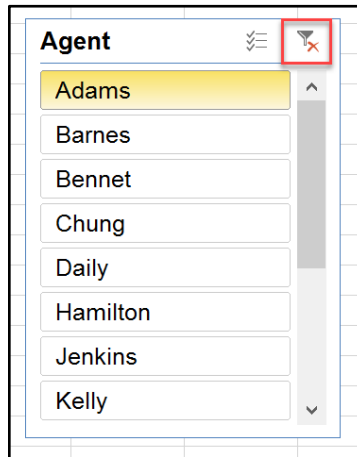 Agent
Adams
Barnes
Bennet
Chung
Daily
Hamilton
Jenkins
Kelly